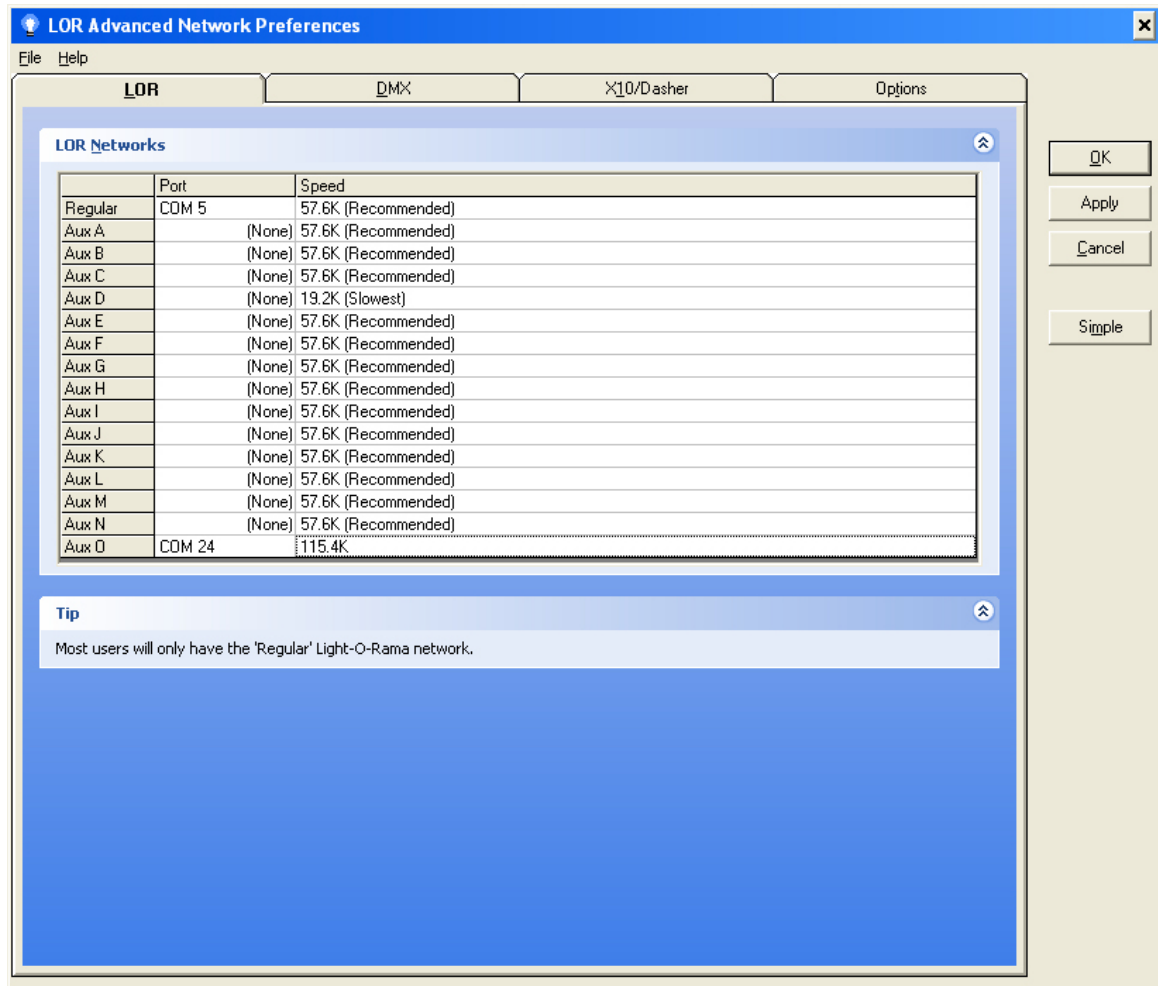 LOR Advanced Network Preferences
File Help
LOR DMX X10/Dasher Options
LOR Networks
Port Speed
Regular COM 5 57.6K (Recommended)
Aux A (None) 57.6K (Recommended)
Aux B (None) 57.6K (Recommended)
Aux C (None) 57.6K (Recommended)
Aux D (None) 19.2K (Slowest)
Aux E (None) 57.6K (Recommended)
Aux F (None) 57.6K (Recommended)
Aux G (None) 57.6K (Recommended)
Aux H (None) 57.6K (Recommended)
Aux I (None) 57.6K (Recommended)
Aux J (None) 57.6K (Recommended)
Aux K (None) 57.6K (Recommended)
Aux L (None) 57.6K (Recommended)
Aux M (None) 57.6K (Recommended)
Aux N (None) 57.6K (Recommended)
Aux O COM 24 115.4K
Tip
Most users will only have the 'Regular' Light-O-Rama network.
OK
Apply
Cancel
Simple